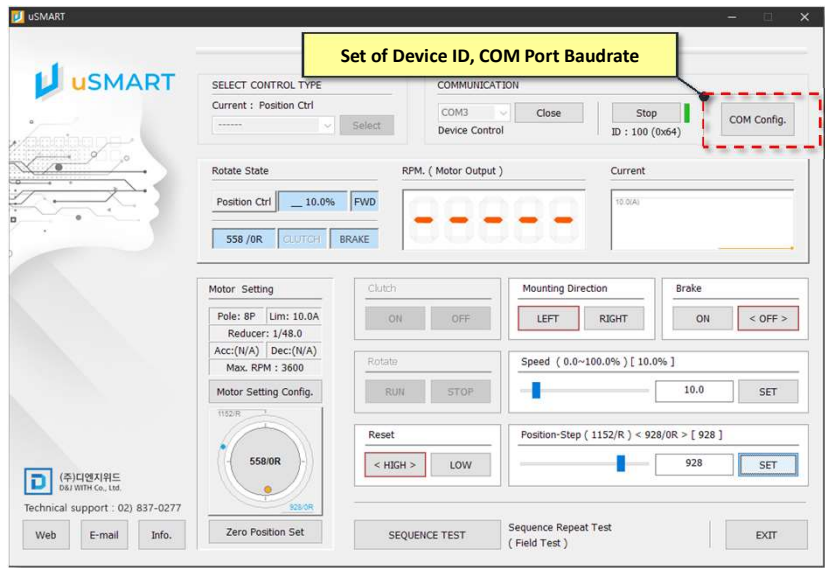 uSMART
Set of Device ID, COM Port Baudrate
uSMART
SELECT CONTROL TYPE
Current : Position Ctrl
------
Select
COMMUNICATION
COM3
Close
Stop
Device Control
ID : 100 (0x64)
COM Config.
Rotate State
RPM. ( Motor Output )
Current
Position Ctrl
__ 10.0%
FWD
10.0(A)
558 /0R
CLUTCH
BRAKE
Motor Setting
Pole: 8P
Lim: 10.0A
Reducer: 1/48.0
Acc:(N/A)
Dec:(N/A)
Max. RPM : 3600
Motor Setting Config.
1152/R
558/0R
928/0R
Zero Position Set
Clutch
ON
OFF
Mounting Direction
LEFT
RIGHT
Brake
ON
< OFF >
Rotate
RUN
STOP
Speed ( 0.0~100.0% ) [ 10.0% ]
10.0
SET
Reset
< HIGH >
LOW
Position-Step ( 1152/R ) < 928/0R > [ 928 ]
928
SET
(주)디엔지위드
D&J WITH Co., Ltd.
Technical support : 02) 837-0277
Web
E-mail
Info.
SEQUENCE TEST
Sequence Repeat Test
( Field Test )
EXIT